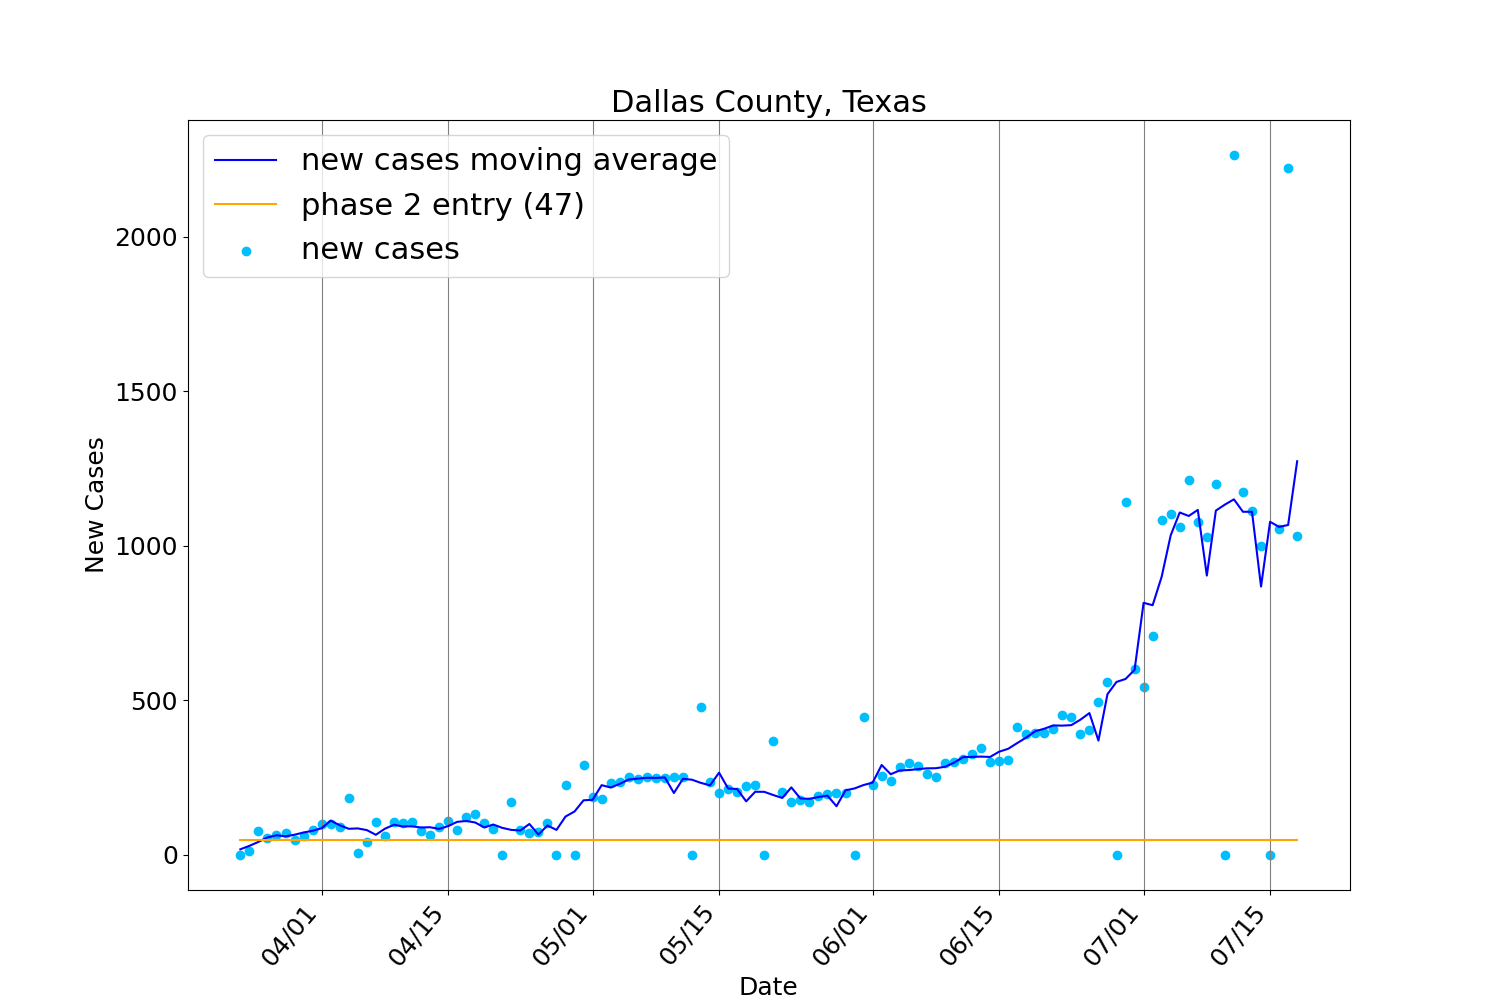 Dallas County, Texas
new cases moving average
phase 2 entry (47)
new cases
2000
1500
1000
500
0
New Cases
04/01
04/15
05/01
05/15
06/01
06/15
07/01
07/15
Date